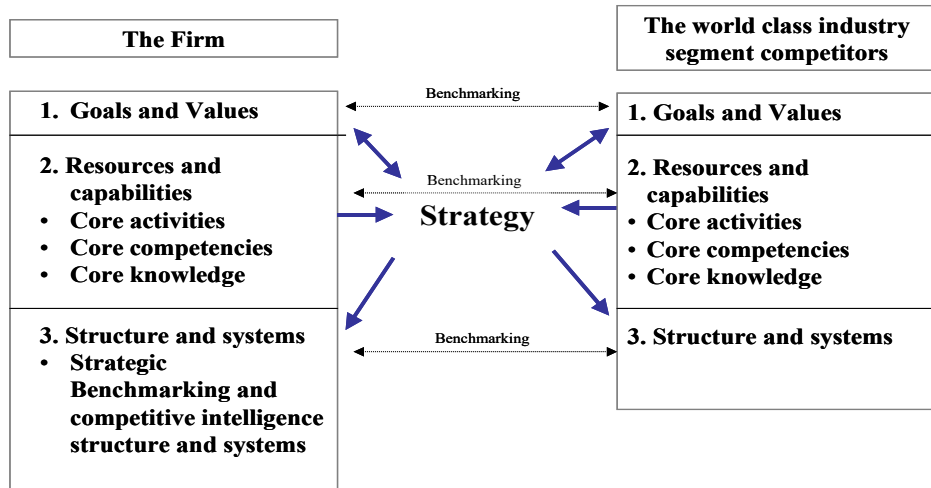 The Firm
1. Goals and Values
2. Resources and
capabilities
• Core activities
• Core competencies
• Core knowledge
3. Structure and systems
• Strategic
Benchmarking and
competitive intelligence
structure and systems
Benchmarking
Benchmarking
Strategy
Benchmarking
The world class industry
segment competitors
1. Goals and Values
2. Resources and
capabilities
• Core activities
• Core competencies
• Core knowledge
3. Structure and systems